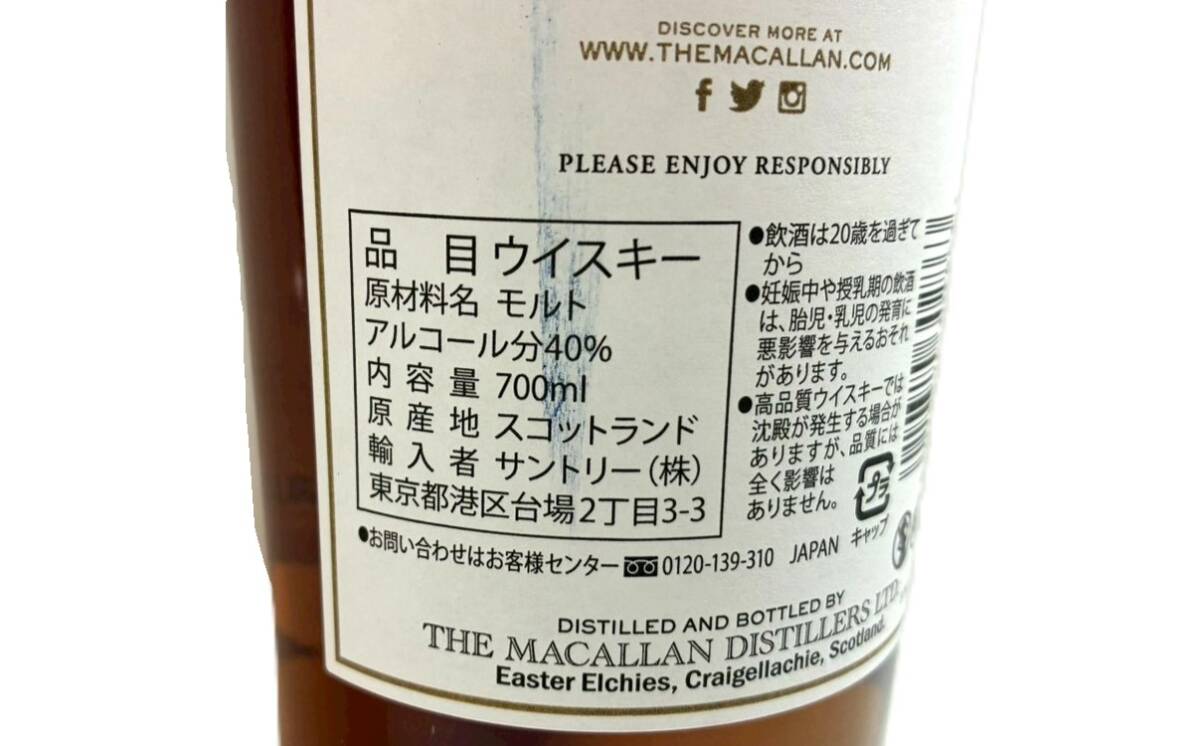 DISCOVER MORE AT
WWW.THEMACALLAN.COM
PLEASE ENJOY RESPONSIBLY
品 目 ウイスキー
原材料名 モルト
アルコール分40%
内容量 700ml
原産地 スコットランド
輸入者 サントリー(株)
東京都港区台場2丁目3-3
●飲酒は20歳を過ぎて
から
●妊娠中や授乳期の飲酒
は、胎児・乳児の発育に
悪影響を与えるおそれ
があります。
●高品質ウイスキーでは
沈殿が発生する場合が
ありますが、品質には
全く影響は
ありません。
プラ
キャップ
●お問い合わせはお客様センター 0120-139-310 JAPAN
DISTILLED AND BOTTLED BY
THE MACALLAN DISTILLERS LTD.
Easter Elchies, Craigellachie, Scotland.